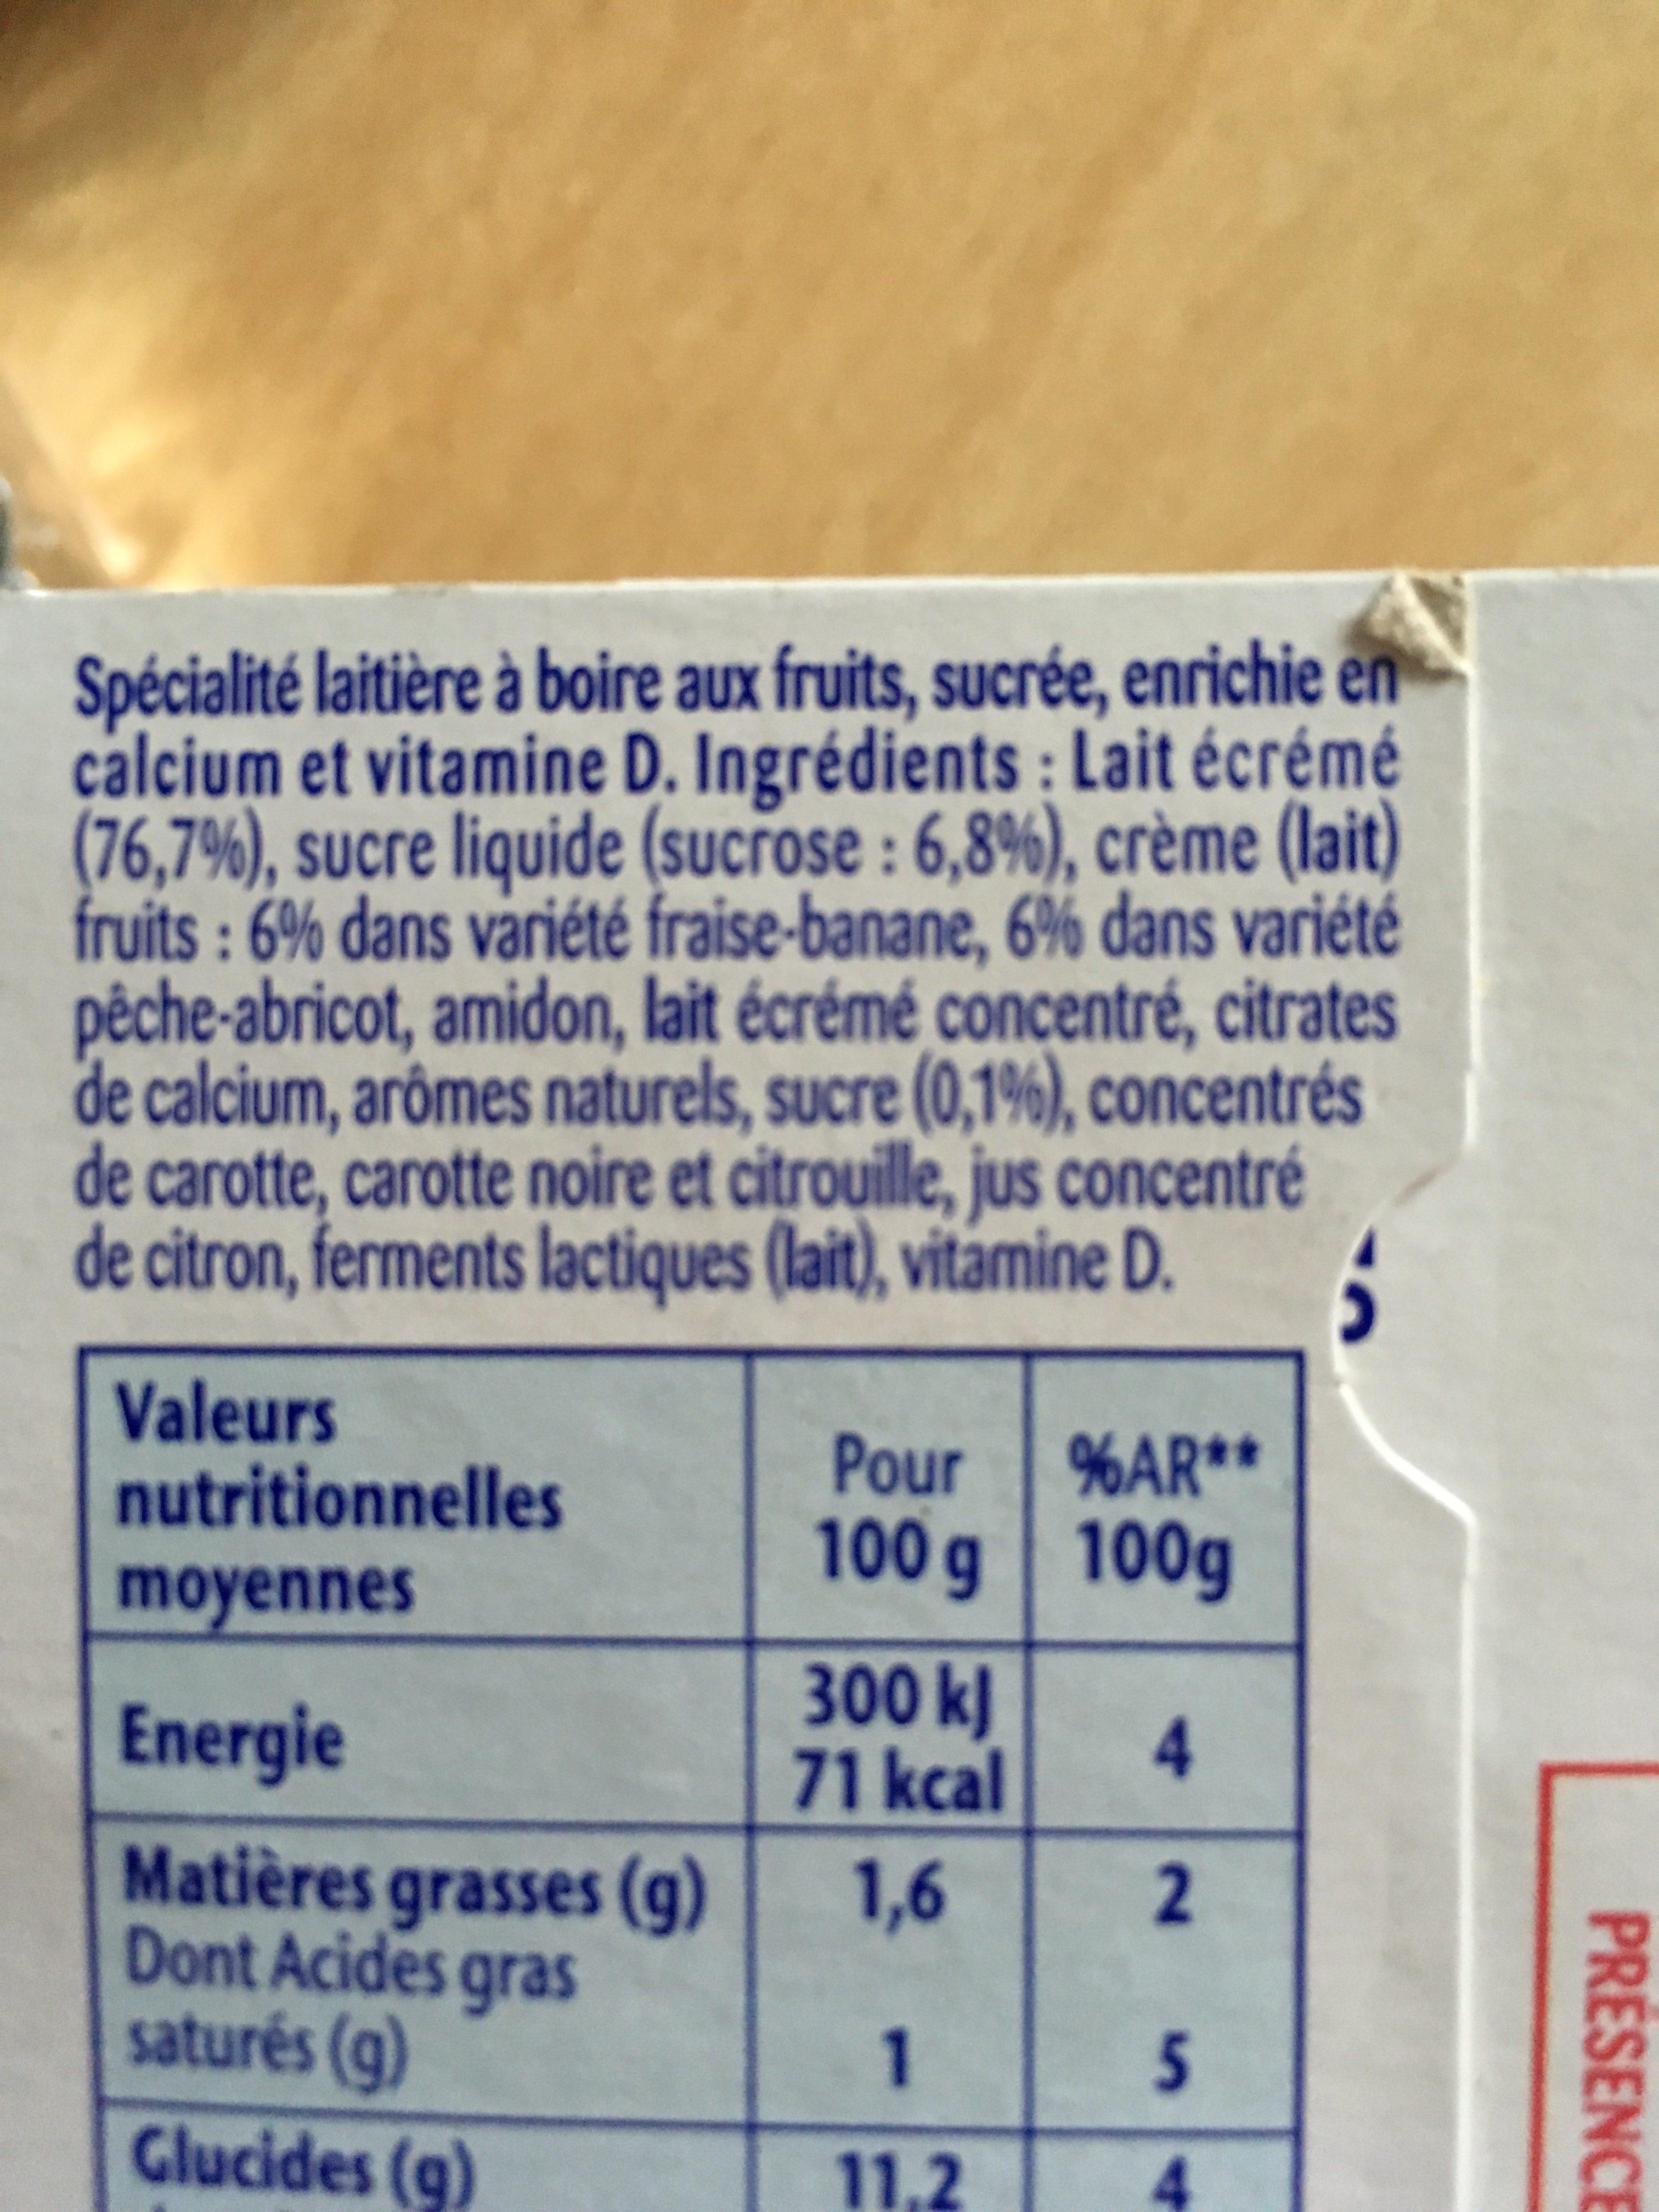 Spécialité laitière à boire aux fruits, sucrée, enrichie en
calcium et vitamine D. Ingrédients : Lait écrémé
(76,7%), sucre liquide (sucrose : 6,8%), crème (lait)
fruits : 6% dans variété fraise-banane, 6% dans variété
pêche-abricot, amidon, lait écrémé concentré, citrates
de calcium, arômes naturels, sucre (0,1%), concentrés
de carotte, carotte noire et citrouille, jus concentré
de citron, ferments lactiques (lait), vitamine D.
Valeurs
nutritionnelles
moyennes
Pour
100 g
%AR**
100g
Energie
300 kJ
71 kcal
4
Matières grasses (g) 1,6 2
Dont Acides gras
saturés (g) 1 5
Glucides (g) 11,2 4
PRÉSENCE